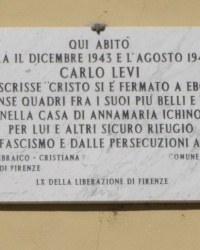 QUI ABITÒ
RA IL DICEMBRE 1943 E L'AGOSTO 194
CARLO LEVI
SCRISSE "CRISTO SI È FERMATO A EBO
NSE QUADRI FRA I SUOI PIÙ BELLI E
NELLA CASA DI ANNAMARIA ICHINO
PER LUI E ALTRI SICURO RIFUGIO
FASCISMO E DALLE PERSECUZIONI A
EBRAICO - CRISTIANA COMUNE
DI FIRENZE
LX DELLA LIBERAZIONE DI FIRENZE